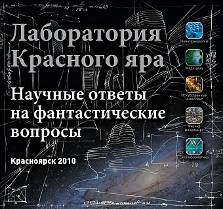 Лаборатория
Красного яра
Научные ответы
на фантастические
вопросы
Красноярск 2010